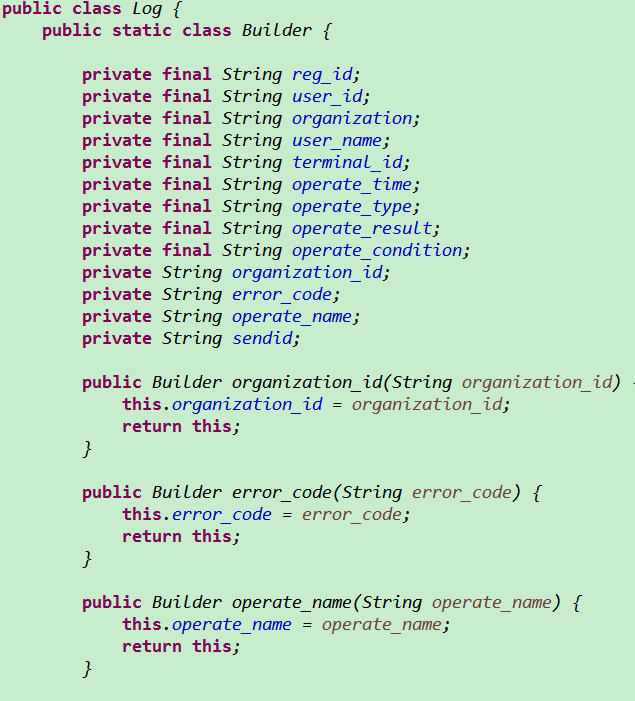 public class Log {
    public static class Builder {
        private final String reg_id;
        private final String user_id;
        private final String organization;
        private final String user_name;
        private final String terminal_id;
        private final String operate_time;
        private final String operate_type;
        private final String operate_result;
        private final String operate_condition;
        private String organization_id;
        private String error_code;
        private String operate_name;
        private String sendid;
        public Builder organization_id(String organization_id) {
            this.organization_id = organization_id;
            return this;
        }
        public Builder error_code(String error_code) {
            this.error_code = error_code;
            return this;
        }
        public Builder operate_name(String operate_name) {
            this.operate_name = operate_name;
            return this;
        }